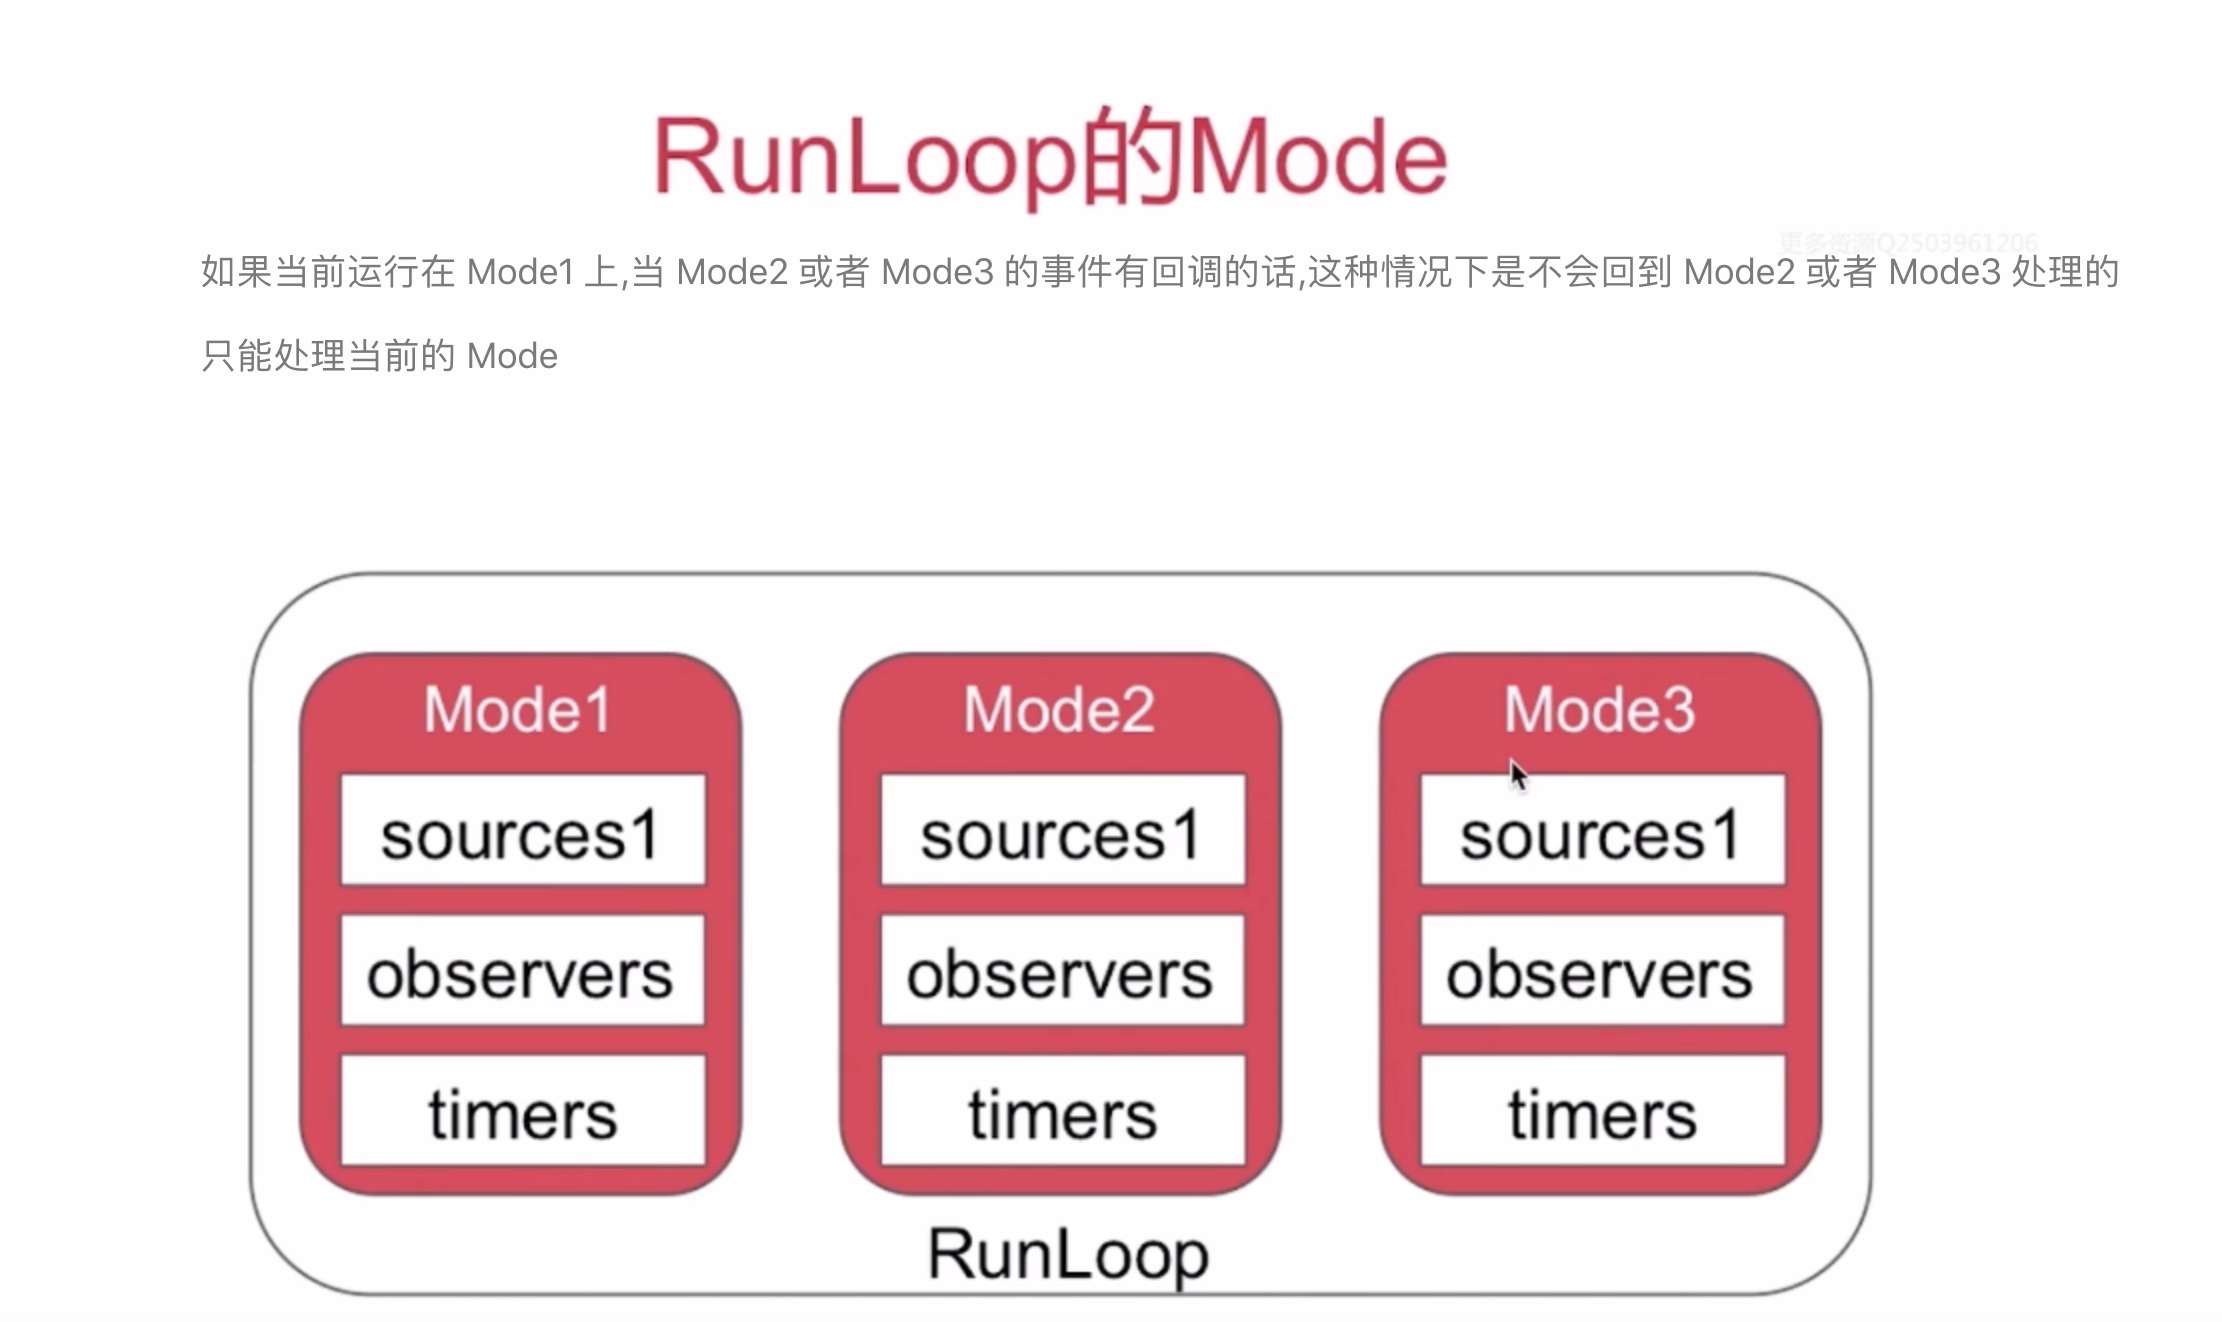 RunLoop的Mode
更多资源Q2503961206
如果当前运行在 Mode1 上,当 Mode2 或者 Mode3 的事件有回调的话,这种情况下是不会回到 Mode2 或者 Mode3 处理的
只能处理当前的 Mode
Mode1
Mode2
Mode3
sources1
sources1
sources1
observers
observers
observers
timers
timers
timers
RunLoop